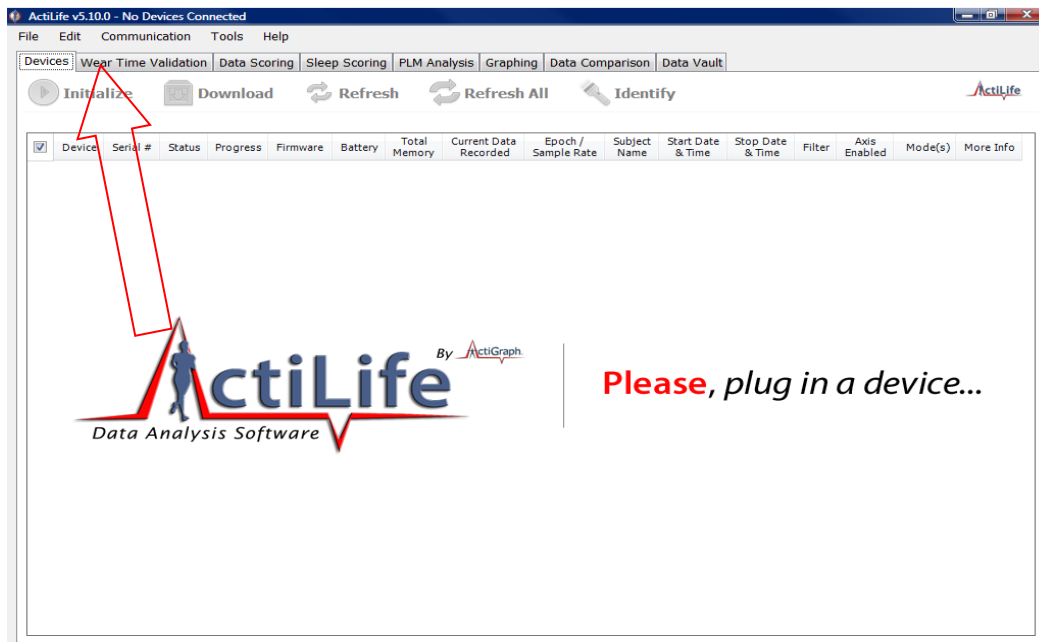 ActiLife v5.10.0 - No Devices Connected
File Edit Communication Tools Help
Devices Wear Time Validation Data Scoring Sleep Scoring PLM Analysis Graphing Data Comparison Data Vault
Initialize Download Refresh Refresh All Identify ActiLife
Device Serial # Status Progress Firmware Battery Total Memory Current Data Recorded Epoch / Sample Rate Subject Name Start Date & Time Stop Date & Time Filter Axis Enabled Mode(s) More Info
By ActiGraph
ActiLife
Please, plug in a device...
Data Analysis Software